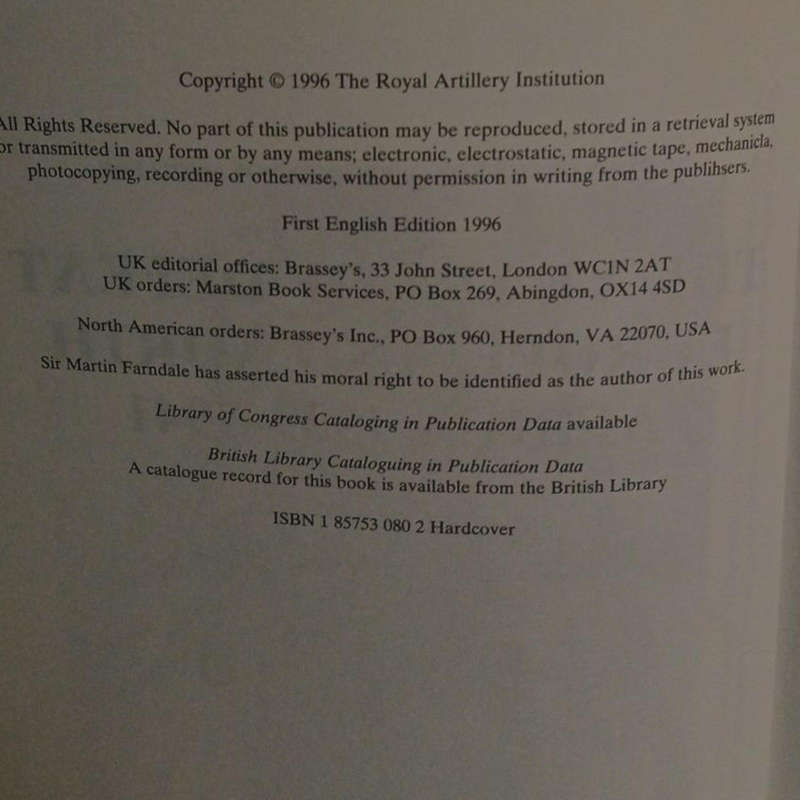 Copyright © 1996 The Royal Artillery Institution
All Rights Reserved. No part of this publication may be reproduced, stored in a retrieval system
or transmitted in any form or by any means; electronic, electrostatic, magnetic tape, mechanicla,
photocopying, recording or otherwise, without permission in writing from the publihsers.
First English Edition 1996
UK editorial offices: Brassey's, 33 John Street, London WC1N 2AT
UK orders: Marston Book Services, PO Box 269, Abingdon, OX14 4SD
North American orders: Brassey's Inc., PO Box 960, Herndon, VA 22070, USA
Sir Martin Farndale has asserted his moral right to be identified as the author of this work.
Library of Congress Cataloging in Publication Data available
British Library Cataloguing in Publication Data
A catalogue record for this book is available from the British Library
ISBN 1 85753 080 2 Hardcover